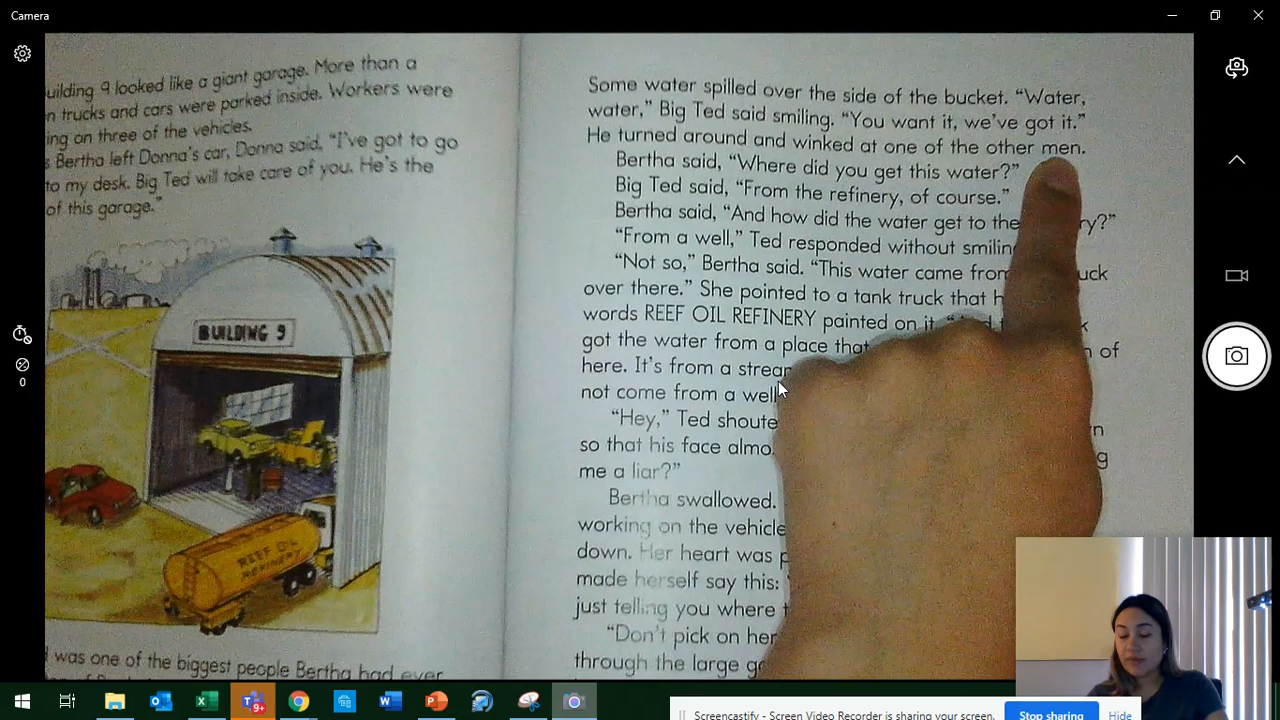 Camera
uilding 9 looked like a giant garage. More than a
n trucks and cars were parked inside. Workers were
ing on three of the vehicles.
s Bertha left Donna's car, Donna said, "I've got to go
to my desk. Big Ted will take care of you. He's the
of this garage."
BUILDING 9
REEF OIL
REFINERY
was one of the biggest people Bertha had ever
Some water spilled over the side of the bucket. "Water,
water," Big Ted said smiling. "You want it, we've got it."
He turned around and winked at one of the other men.
Bertha said, "Where did you get this water?"
Big Ted said, "From the refinery, of course."
Bertha said, "And how did the water get to the ry?"
"From a well," Ted responded without smilin
"Not so," Bertha said. "This water came from uck
over there." She pointed to a tank truck that h
words REEF OIL REFINERY painted on it. k
got the water from a place that of
here. It's from a strea
not come from a well
"Hey," Ted shoute n
so that his face almo g
me a liar?"
Bertha swallowed.
working on the vehicle
down. Her heart was p
made herself say this:
just telling you where t
"Don't pick on her
through the large g
0
9+
Screencastify - Screen Video Recorder is sharing your screen.
Stop sharing
Hide